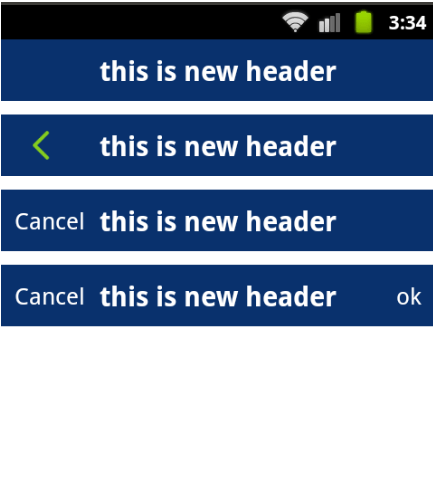 3:34
this is new header
this is new header
Cancel this is new header
Cancel this is new header ok